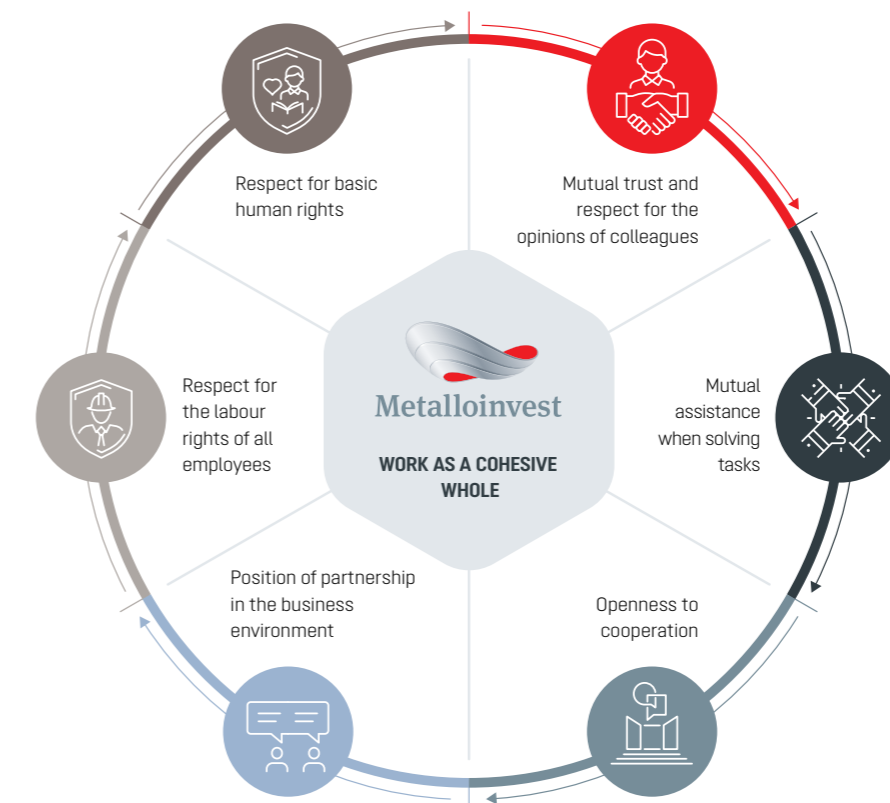 Respect for basic
human rights
Mutual trust and
respect for the
opinions of colleagues
Respect for
the labour
rights of all
employees
Metalloinvest
WORK AS A COHESIVE
WHOLE
Mutual
assistance
when solving
tasks
Position of partnership
in the business
environment
Openness to
cooperation